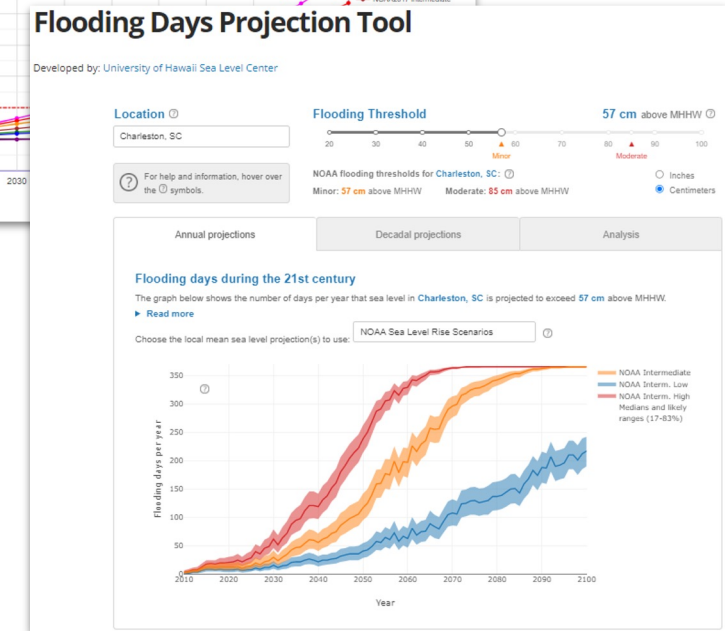 Flooding Days Projection Tool
Developed by: University of Hawaii Sea Level Center
Location ?
Charleston, SC
? For help and information, hover over
the ? symbols.
Flooding Threshold
57 cm above MHHW ?
20 30 40 50 60 70 80 90 100
Minor Moderate
NOAA flooding thresholds for Charleston, SC: ?
Minor: 57 cm above MHHW Moderate: 85 cm above MHHW
Inches
Centimeters
Annual projections Decadal projections Analysis
Flooding days during the 21st century
The graph below shows the number of days per year that sea level in Charleston, SC is projected to exceed 57 cm above MHHW.
Read more
Choose the local mean sea level projection(s) to use: NOAA Sea Level Rise Scenarios ?
?
Flooding days per year
350
300
250
200
150
100
50
0
2010 2020 2030 2040 2050 2060 2070 2080 2090 2100
Year
NOAA Intermediate
NOAA Interm. Low
NOAA Interm. High
Medians and likely
ranges (17-83%)
2030